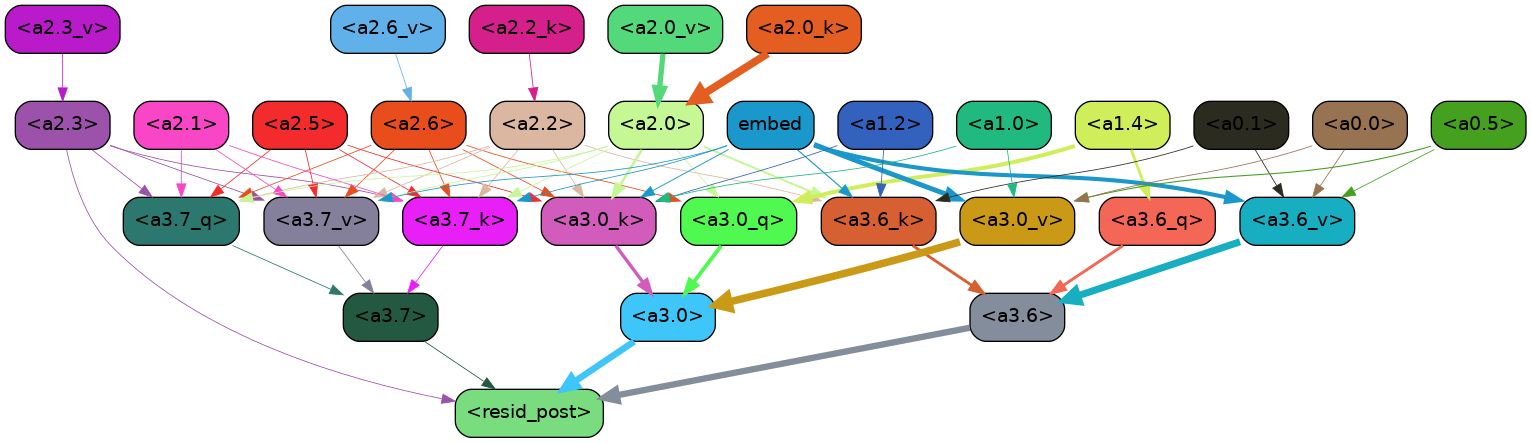 <a2.3_v> <a2.6_v> <a2.2_k> <a2.0_v> <a2.0_k>
<a2.3> <a2.1> <a2.5> <a2.6> <a2.2> <a2.0> embed <a1.2> <a1.0> <a1.4> <a0.1> <a0.0> <a0.5>
<a3.7_q> <a3.7_v> <a3.7_k> <a3.0_k> <a3.0_q> <a3.6_k> <a3.0_v> <a3.6_q> <a3.6_v>
<a3.7> <a3.0> <a3.6>
<resid_post>